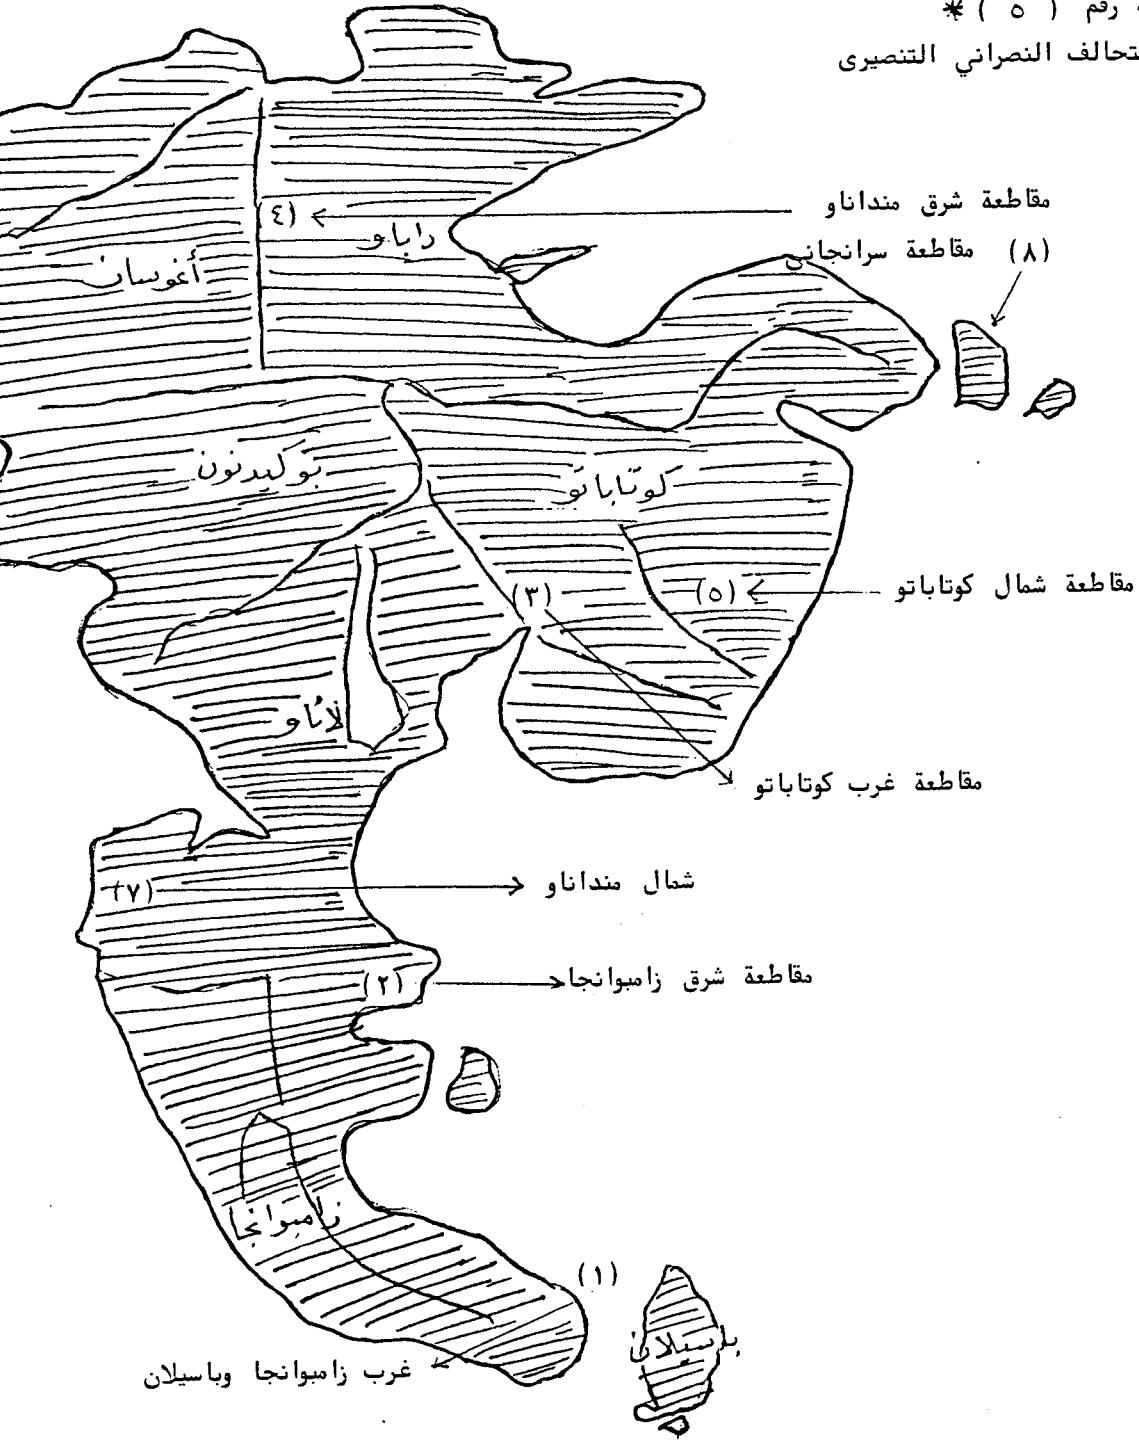 رقم ( ٥ ) *
التنصيرى النصراني
مقاطعة شرق منداناو
(٤)
راباو
(٨) مقاطعة سرانجاني
أغوسان
بوكيدنون
كوتاباتو
(٣)
(٥)
مقاطعة شمال كوتاباتو
لاناو
مقاطعة غرب كوتاباتو
(٧)
شمال منداناو
(٢)
مقاطعة شرق زامبوانجا
زامبوانجا
(١)
باسيلان
غرب زامبوانجا وباسيلان